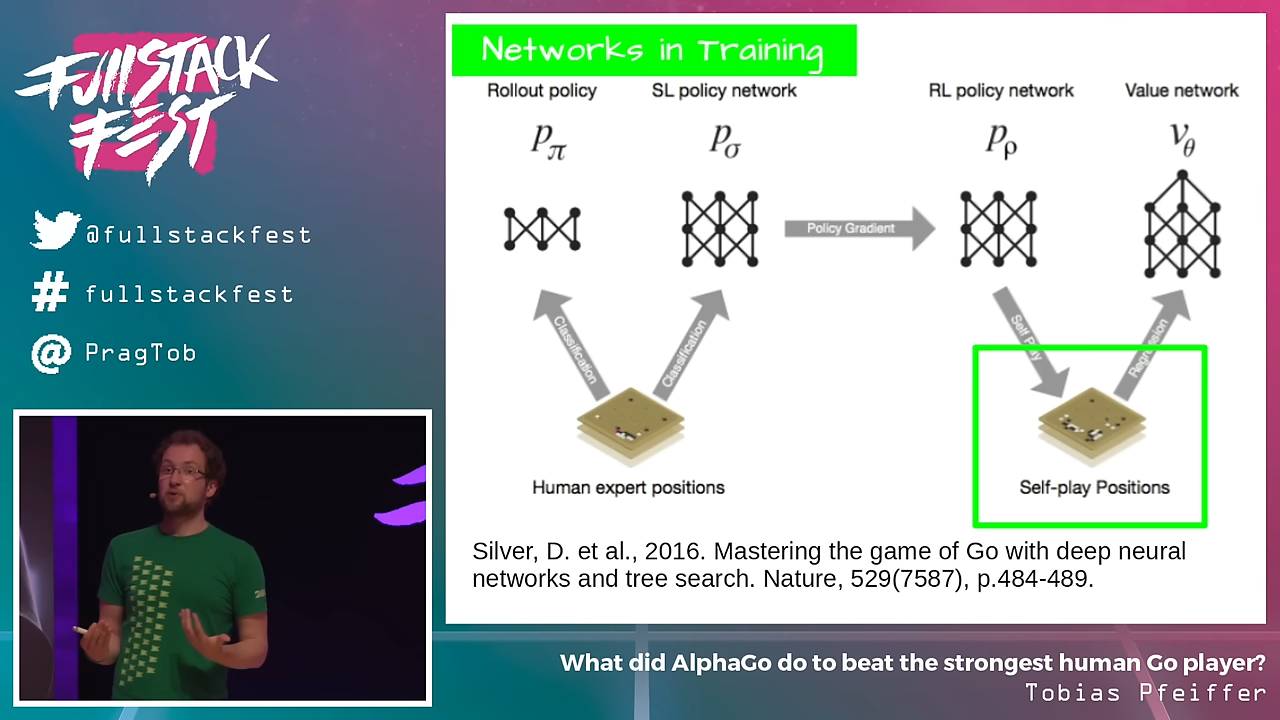 FullSTACK
FEST
@fullstackfest
# fullstackfest
@ PragTob
Networks in Training
Rollout policy
SL policy network
RL policy network
Value network
pπ
pσ
pρ
vθ
Policy Gradient
Classification
Classification
Self Play
Regression
Human expert positions
Self-play Positions
Silver, D. et al., 2016. Mastering the game of Go with deep neural
networks and tree search. Nature, 529(7587), p.484-489.
What did AlphaGo do to beat the strongest human Go player?
Tobias Pfeiffer